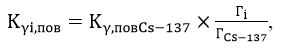 Kγi,пов = Kγ,повCs−137 × Γi / ΓCs−137,